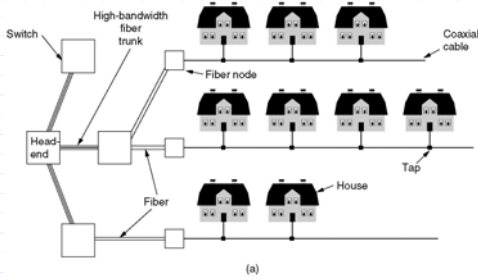 High-bandwidth
fiber
trunk
Switch
Coaxial
cable
Fiber node
Head-
end
Tap
Fiber
House
(a)